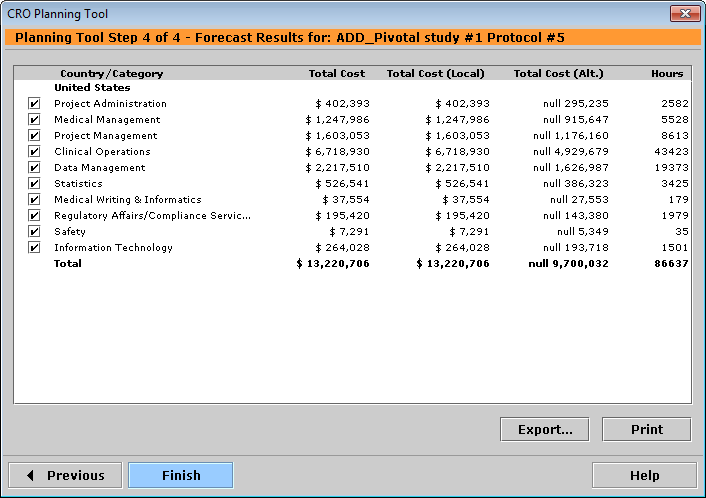 CRO Planning Tool
Planning Tool Step 4 of 4 - Forecast Results for: ADD_Pivotal study #1 Protocol #5
Country/Category Total Cost Total Cost (Local) Total Cost (Alt.) Hours
United States
Project Administration $ 402,393 $ 402,393 null 295,235 2582
Medical Management $ 1,247,986 $ 1,247,986 null 915,647 5528
Project Management $ 1,603,053 $ 1,603,053 null 1,176,160 8613
Clinical Operations $ 6,718,930 $ 6,718,930 null 4,929,679 43423
Data Management $ 2,217,510 $ 2,217,510 null 1,626,987 19373
Statistics $ 526,541 $ 526,541 null 386,323 3425
Medical Writing & Informatics $ 37,554 $ 37,554 null 27,553 179
Regulatory Affairs/Compliance Servic... $ 195,420 $ 195,420 null 143,380 1979
Safety $ 7,291 $ 7,291 null 5,349 35
Information Technology $ 264,028 $ 264,028 null 193,718 1501
Total $ 13,220,706 $ 13,220,706 null 9,700,032 86637
Export... Print
Previous Finish Help